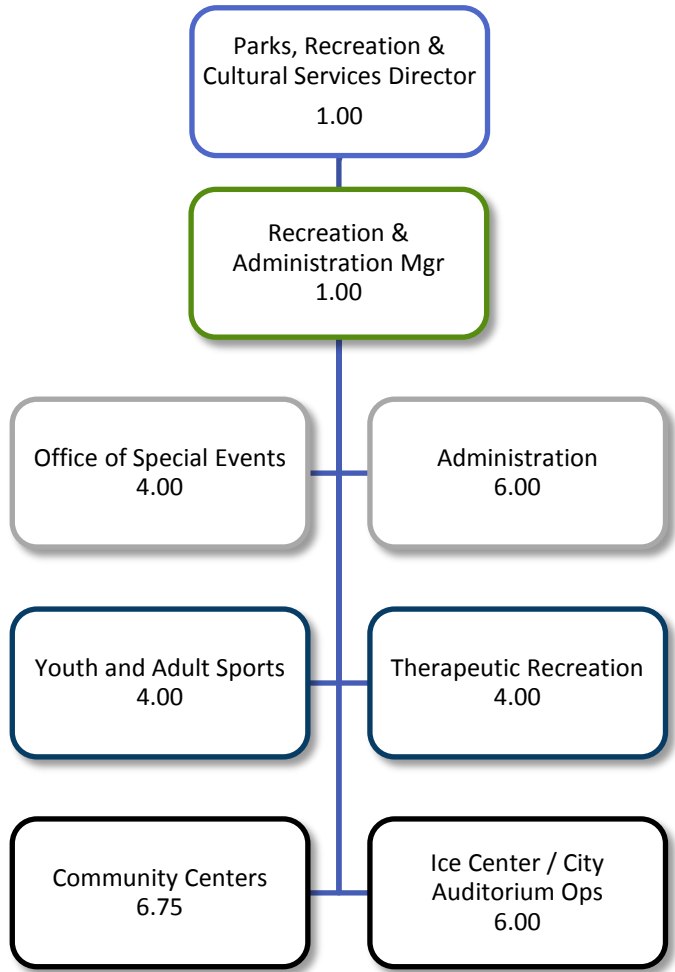 Parks, Recreation &
Cultural Services Director
1.00
Recreation &
Administration Mgr
1.00
Office of Special Events
4.00
Administration
6.00
Youth and Adult Sports
4.00
Therapeutic Recreation
4.00
Community Centers
6.75
Ice Center / City
Auditorium Ops
6.00